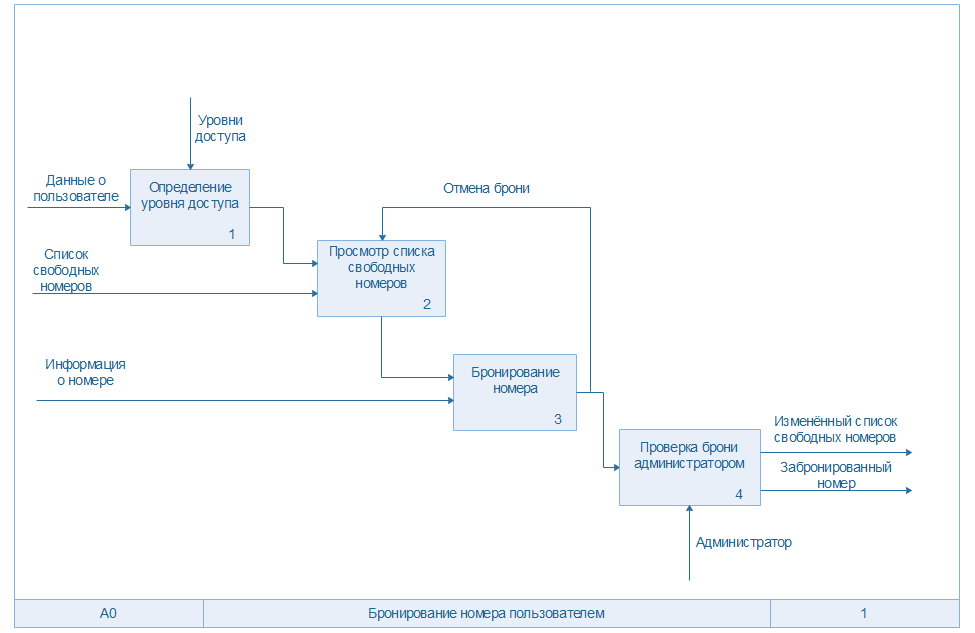 Уровни
доступа
Данные о
пользователе
Определение
уровня доступа
1
Отмена брони
Список
свободных
номеров
Просмотр списка
свободных
номеров
2
Информация
о номере
Бронирование
номера
3
Изменённый список
свободных номеров
Проверка брони
администратором
4
Забронированный
номер
Администратор
A0
Бронирование номера пользователем
1